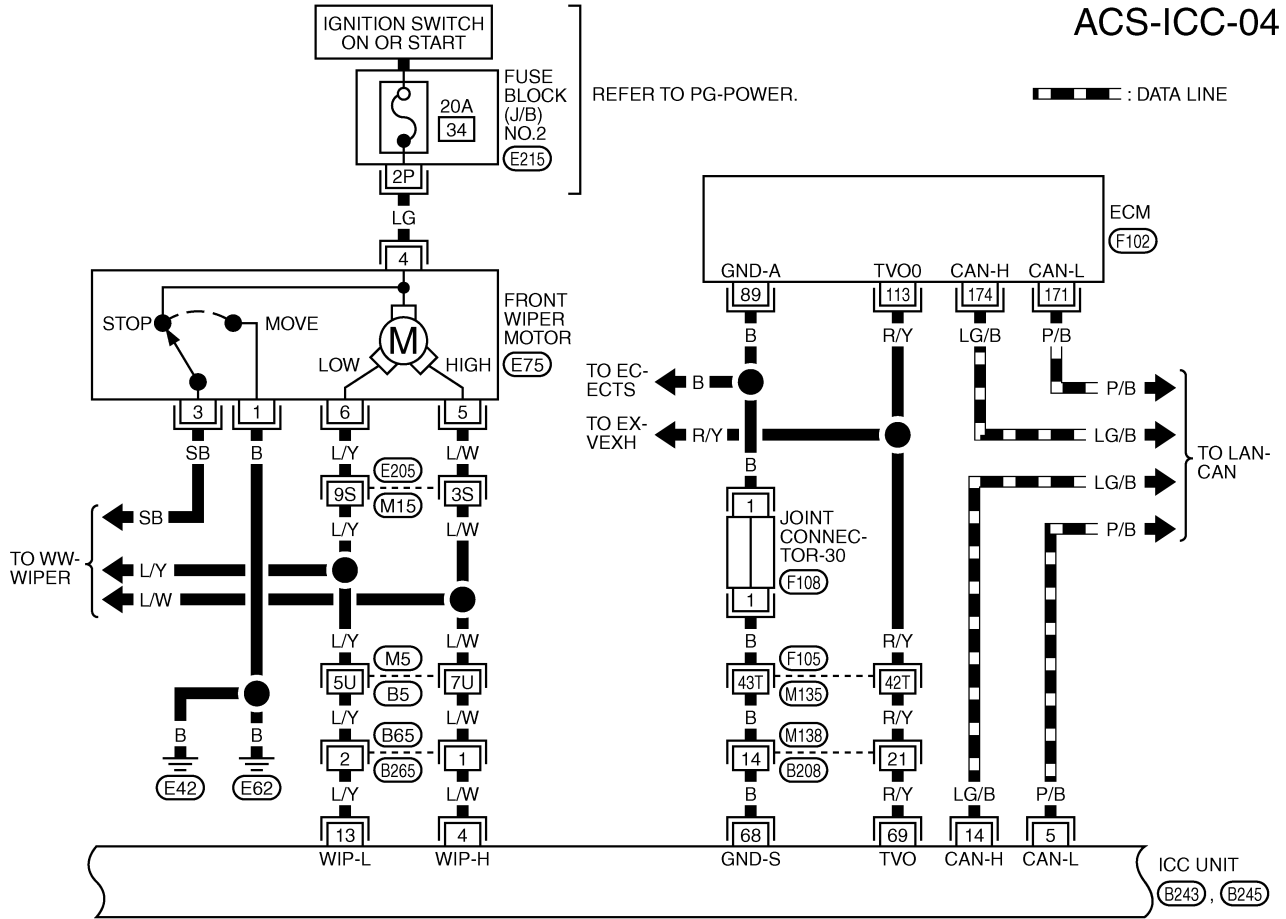 ACS-ICC-04
IGNITION SWITCH
ON OR START
FUSE
BLOCK
(J/B)
NO.2
E215
20A
34
2P
REFER TO PG-POWER.
: DATA LINE
LG
4
STOP
MOVE
M
LOW
HIGH
FRONT
WIPER
MOTOR
E75
3
1
6
5
SB
B
L/Y
L/W
E205
9S
3S
M15
SB
L/Y
L/W
TO WW-
WIPER
L/Y
L/W
L/Y
L/W
M5
5U
7U
B5
B
B
L/Y
L/W
E42
E62
B65
2
1
B265
L/Y
L/W
13
4
WIP-L
WIP-H
ECM
F102
GND-A
TVO0
CAN-H
CAN-L
89
113
174
171
B
R/Y
LG/B
P/B
TO EC-
ECTS
B
P/B
TO EX-
VEXH
R/Y
LG/B
TO LAN-
CAN
B
LG/B
1
JOINT
CONNEC-
TOR-30
F108
P/B
1
B
R/Y
F105
43T
42T
M135
B
R/Y
M138
14
21
B208
B
R/Y
LG/B
P/B
68
69
14
5
GND-S
TVO
CAN-H
CAN-L
ICC UNIT
B243 , B245